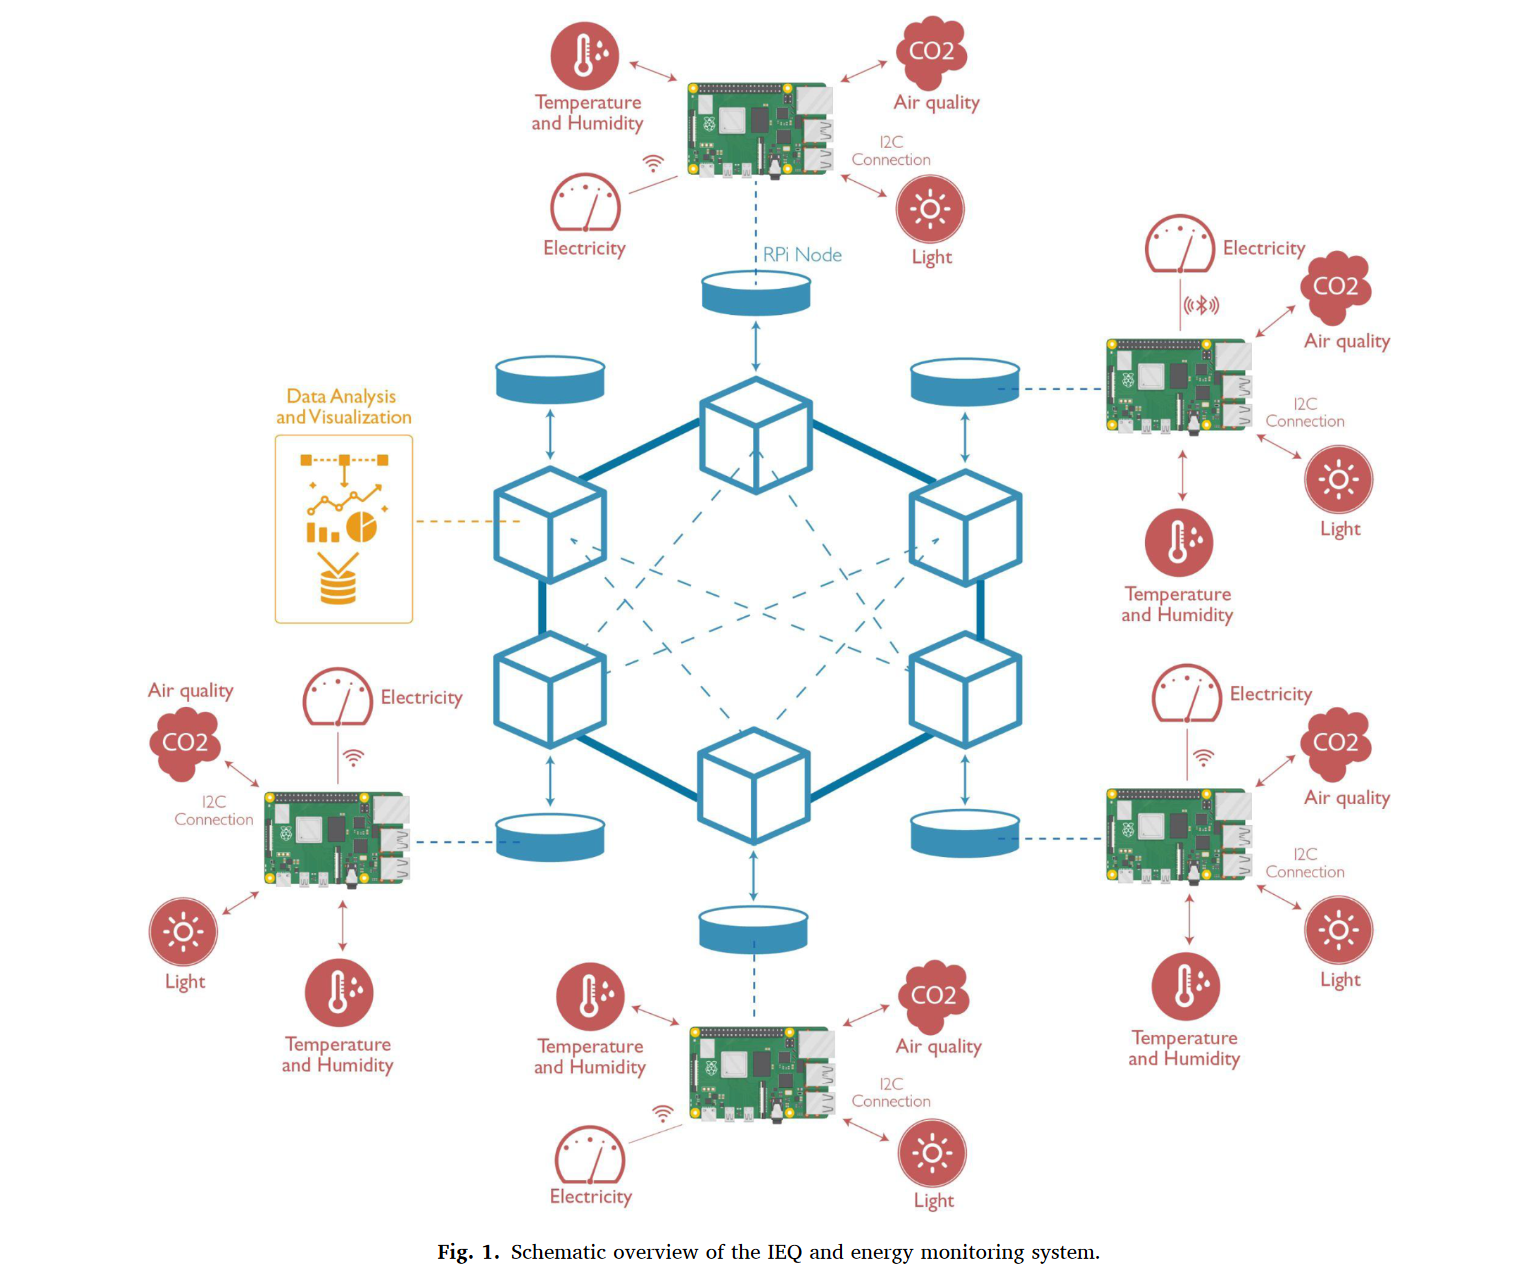 CO2
Temperature
and Humidity
Air quality
I2C
Connection
Electricity
Light
RPi Node
Electricity
CO2
Air quality
I2C
Connection
Light
Temperature
and Humidity
Data Analysis
and Visualization
Air quality
CO2
Electricity
I2C
Connection
Light
Temperature
and Humidity
Electricity
CO2
Air quality
I2C
Connection
Light
Temperature
and Humidity
CO2
Temperature
and Humidity
Air quality
I2C
Connection
Electricity
Light
Fig. 1. Schematic overview of the IEQ and energy monitoring system.